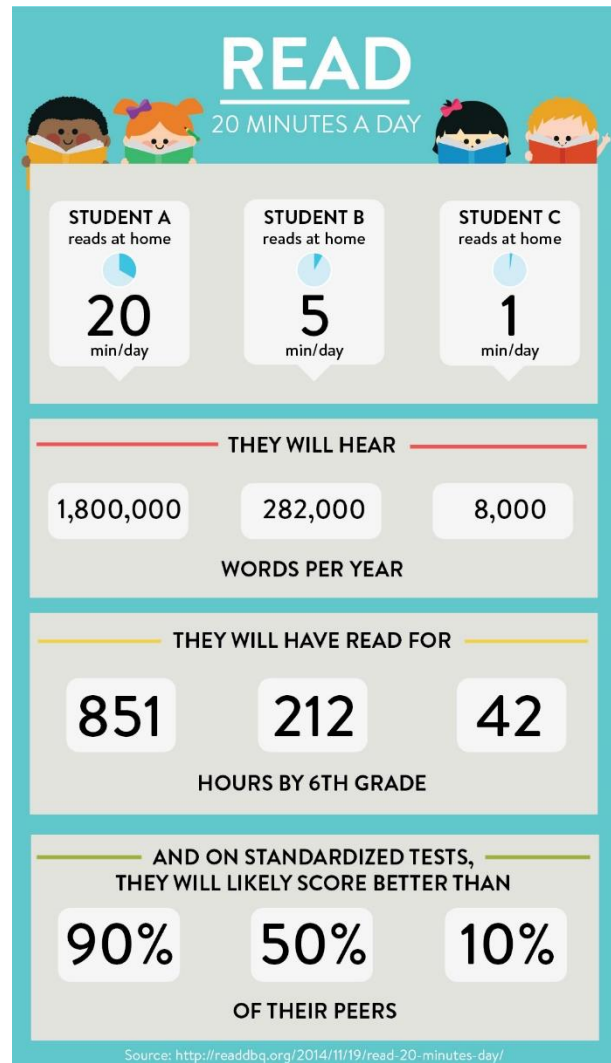 READ
20 MINUTES A DAY
STUDENT A
reads at home
20
min/day
STUDENT B
reads at home
5
min/day
STUDENT C
reads at home
1
min/day
THEY WILL HEAR
1,800,000 282,000 8,000
WORDS PER YEAR
THEY WILL HAVE READ FOR
851 212 42
HOURS BY 6TH GRADE
AND ON STANDARDIZED TESTS,
THEY WILL LIKELY SCORE BETTER THAN
90% 50% 10%
OF THEIR PEERS
Source: http://readdbq.org/2014/11/19/read-20-minutes-day/